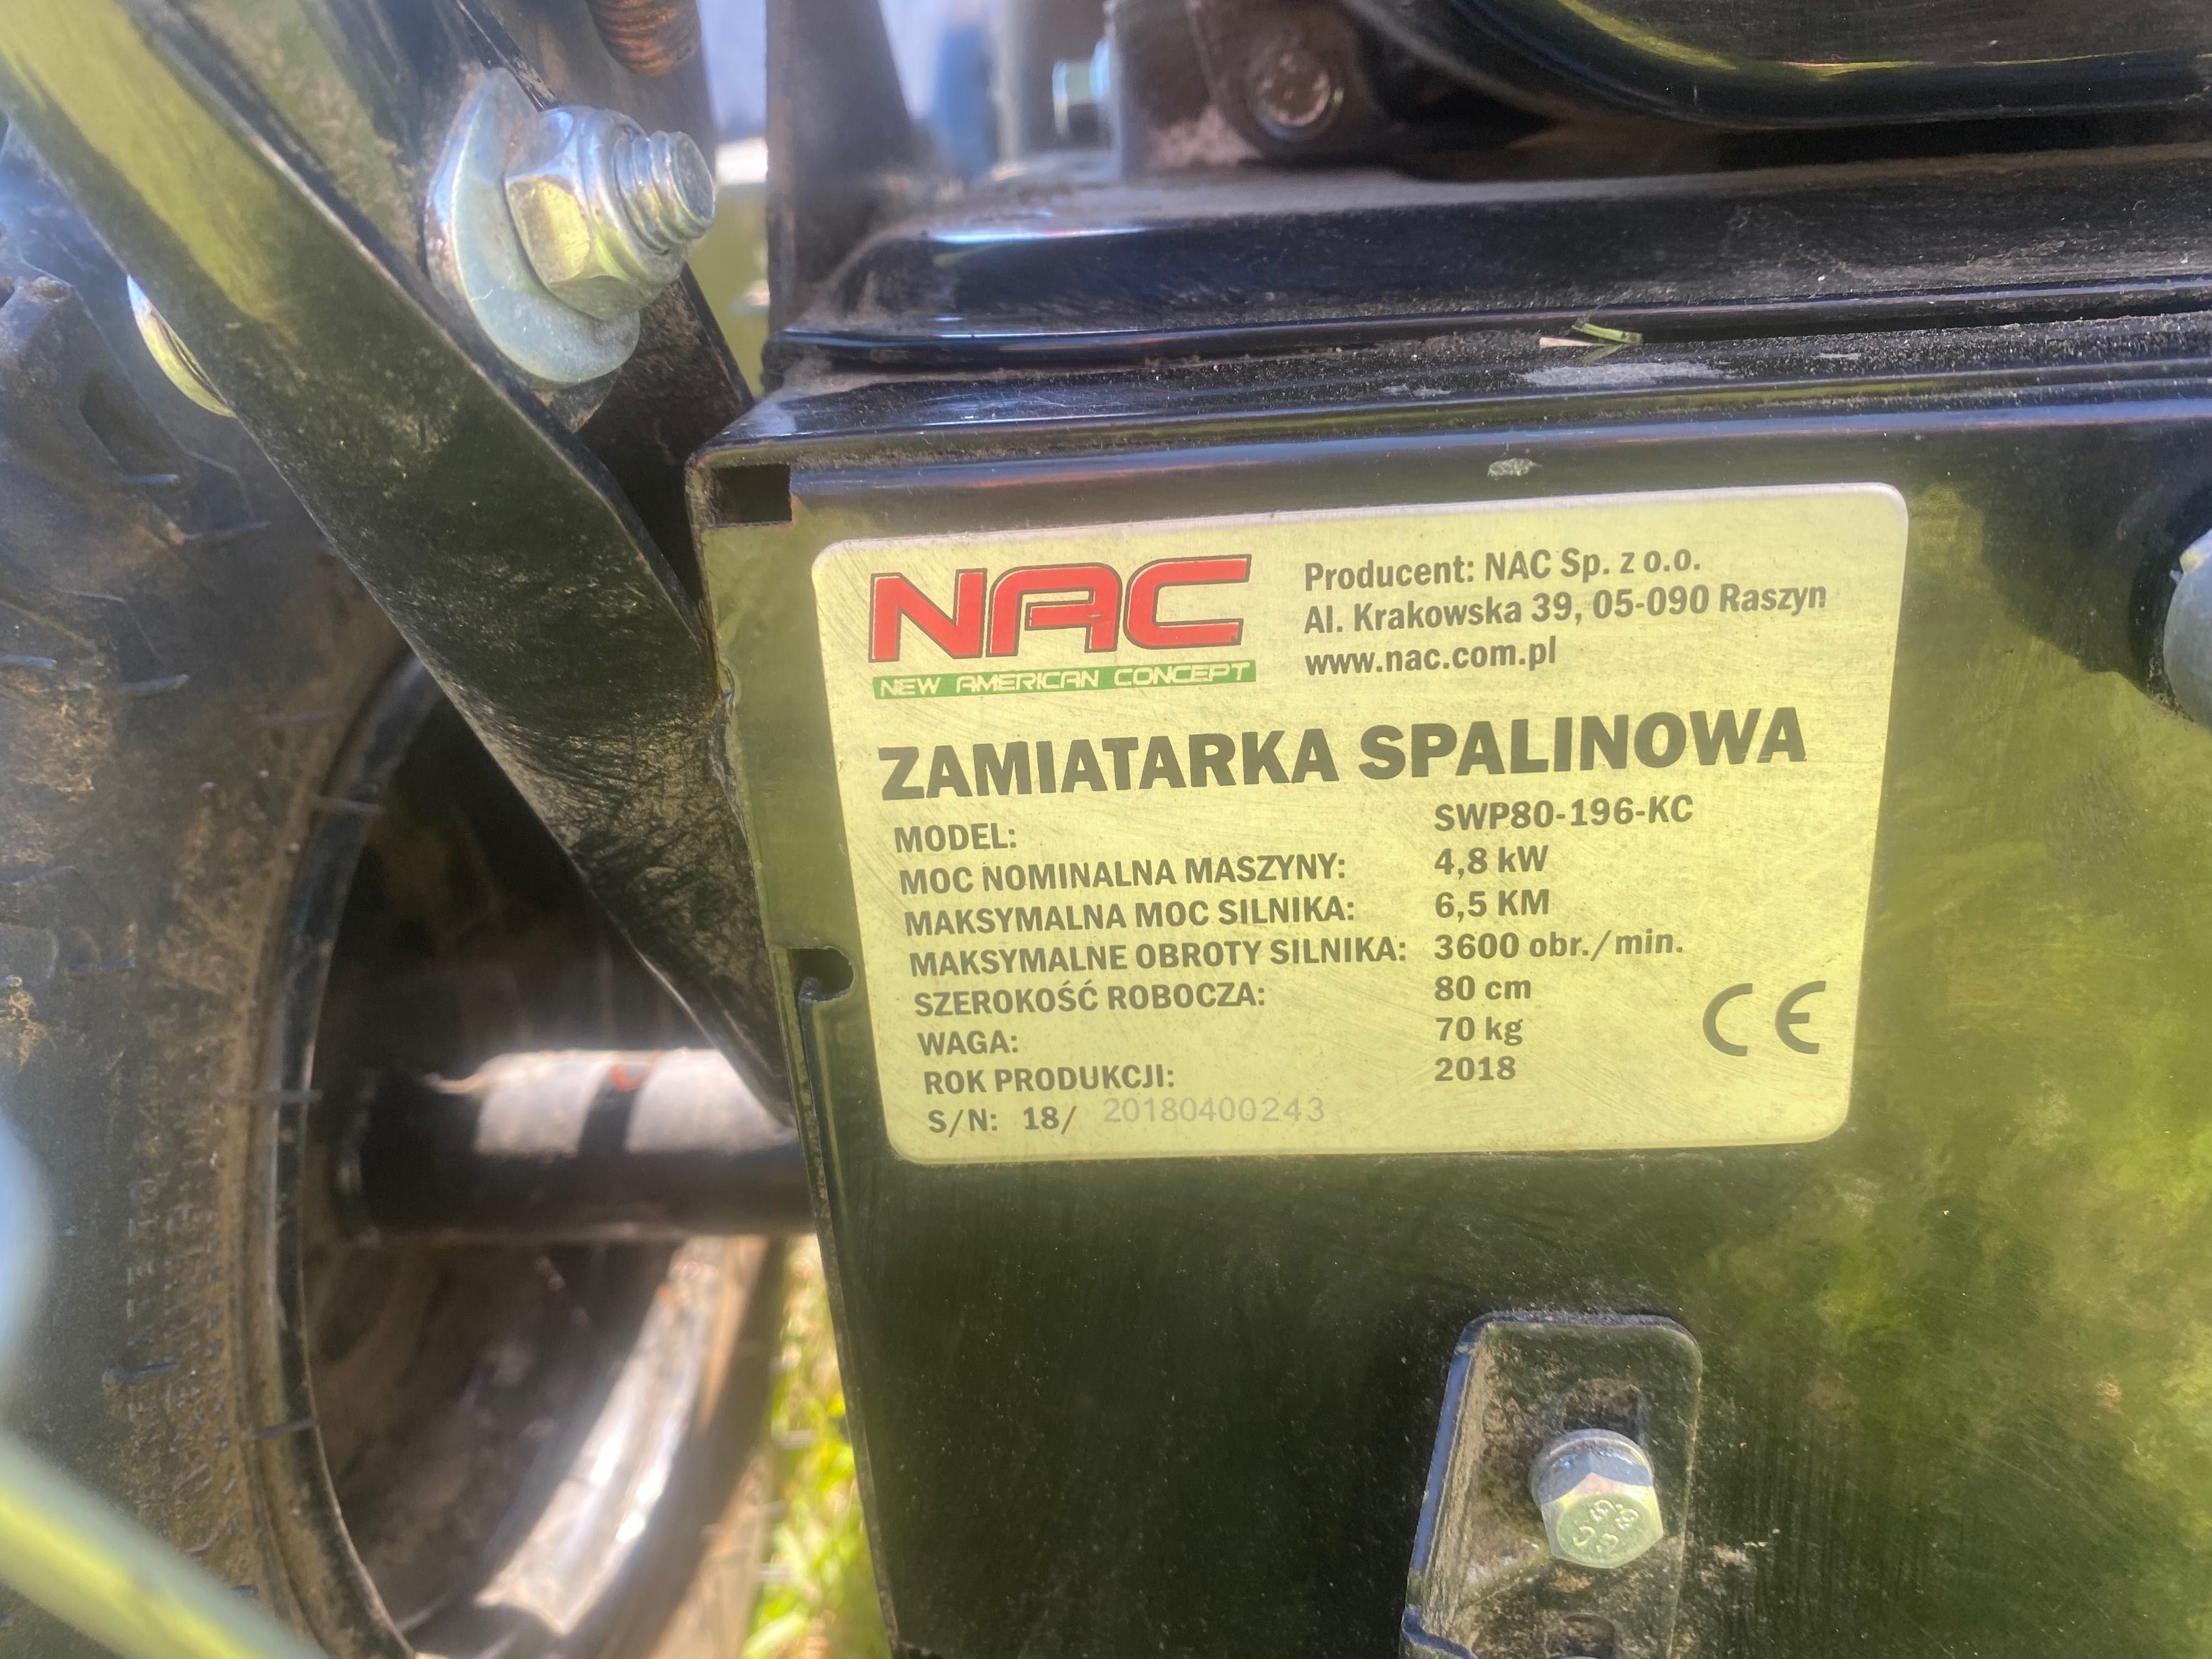 NAC
NEW AMERICAN CONCEPT
Producent: NAC Sp. z o.o.
Al. Krakowska 39, 05-090 Raszyn
www.nac.com.pl
ZAMIATARKA SPALINOWA
MODEL: SWP80-196-KC
MOC NOMINALNA MASZYNY: 4,8 kW
MAKSYMALNA MOC SILNIKA: 6,5 KM
MAKSYMALNE OBROTY SILNIKA: 3600 obr./min.
SZEROKOŚĆ ROBOCZA: 80 cm
WAGA: 70 kg
ROK PRODUKCJI: 2018
S/N: 18/ 20180400243
CE